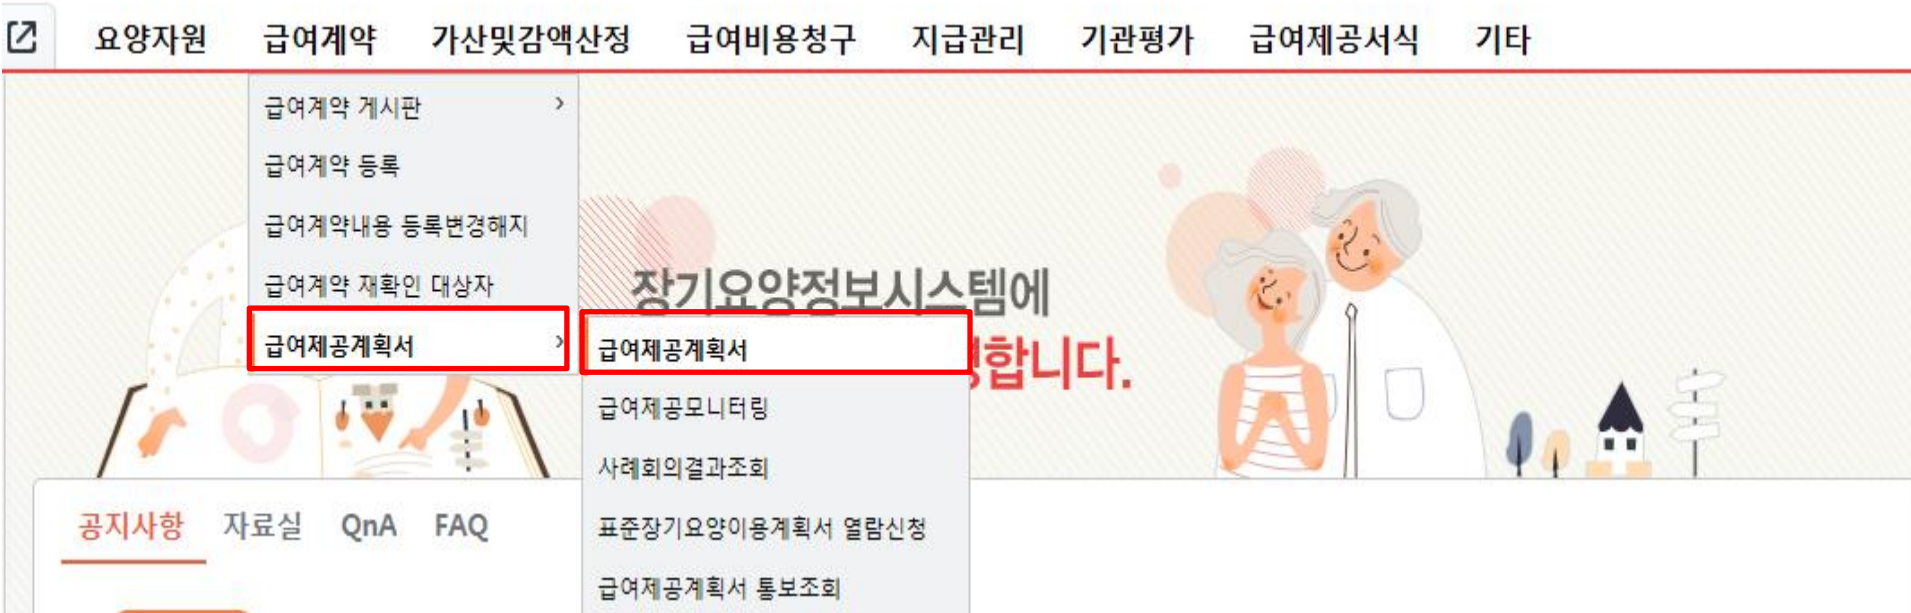 요양자원 급여계약 가산및감액산정 급여비용청구 지급관리 기관평가 급여제공서식 기타
급여계약 게시판 >
급여계약 등록
급여계약내용 등록변경해지
급여계약 재확인 대상자
급여제공계획서 >
장기요양정보시스템에
합니다.
급여제공계획서
급여제공모니터링
사례회의결과조회
표준장기요양이용계획서 열람신청
급여제공계획서 통보조회
공지사항 자료실 QnA FAQ